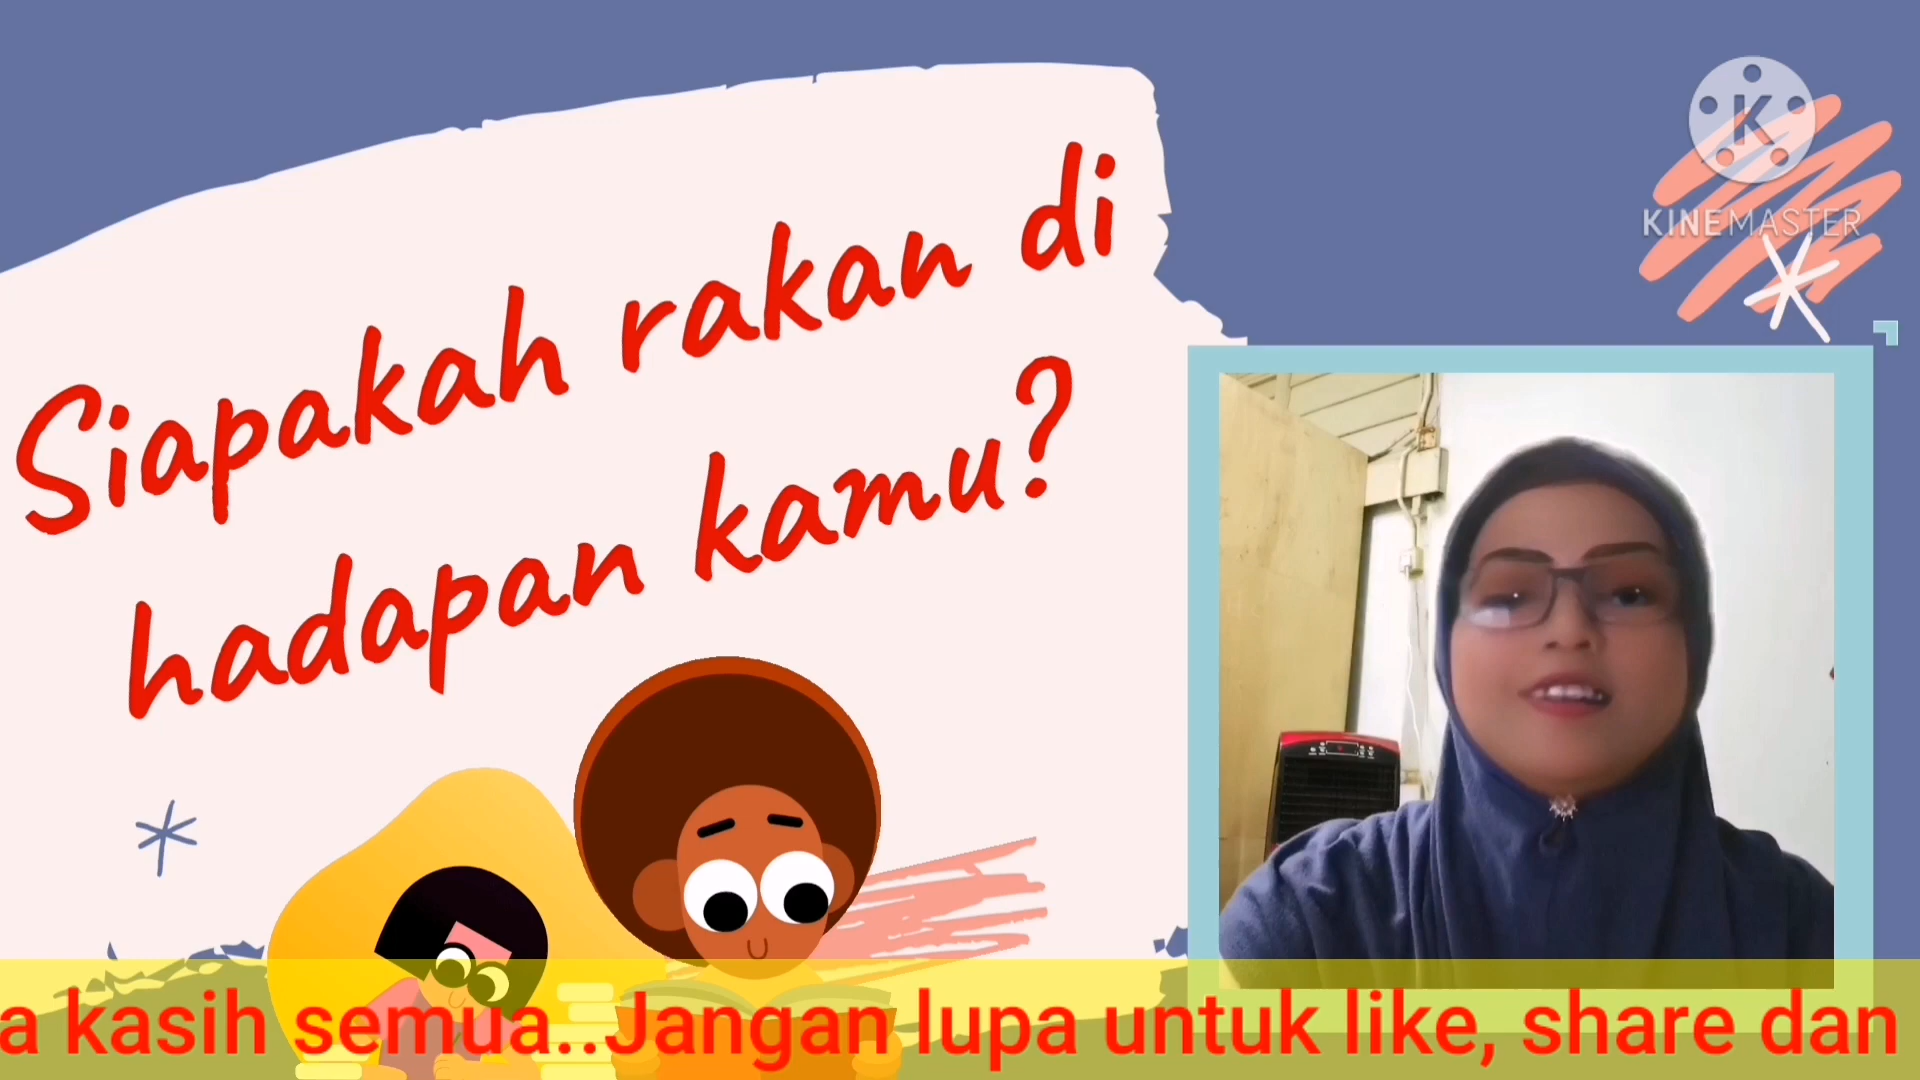 Siapakah rakan di
hadapan kamu?
K
KINEMASTER
a kasih semua..Jangan lupa untuk like, share dan